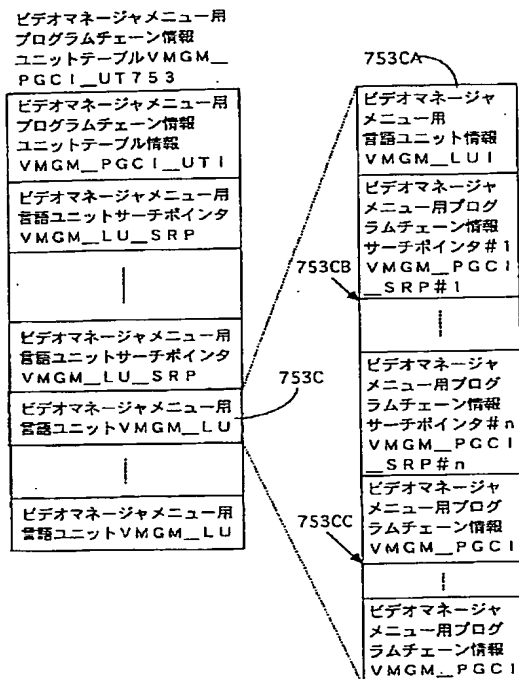 ビデオマネージャメニュー用
プログラムチェーン情報
ユニットテーブルVMGM__
PGCI__UT753
ビデオマネージャメニュー用
プログラムチェーン情報
ユニットテーブル情報
VMGM__PGCI__UTI
ビデオマネージャメニュー用
言語ユニットサーチポインタ
VMGM__LU__SRP
ビデオマネージャメニュー用
言語ユニットサーチポインタ
VMGM__LU__SRP
753C
ビデオマネージャメニュー用
言語ユニットVMGM__LU
ビデオマネージャメニュー用
言語ユニットVMGM__LU
753CA
ビデオマネージャ
メニュー用
言語ユニット情報
VMGM__LUI
ビデオマネージャ
メニュー用プログ
ラムチェーン情報
サーチポインタ#1
VMGM__PGCI
__SRP#1
753CB
ビデオマネージャ
メニュー用プログ
ラムチェーン情報
サーチポインタ#n
VMGM__PGCI
__SRP#n
ビデオマネージャ
メニュー用プログ
ラムチェーン情報
VMGM__PGCI
753CC
ビデオマネージャ
メニュー用プログ
ラムチェーン情報
VMGM__PGCI